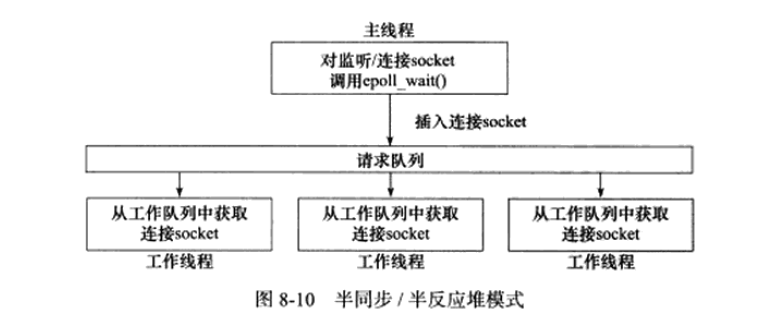 主线程
对监听/连接socket
调用epoll_wait()
插入连接socket
请求队列
从工作队列中获取
连接socket
从工作队列中获取
连接socket
从工作队列中获取
连接socket
工作线程
工作线程
工作线程
图 8-10 半同步 / 半反应堆模式